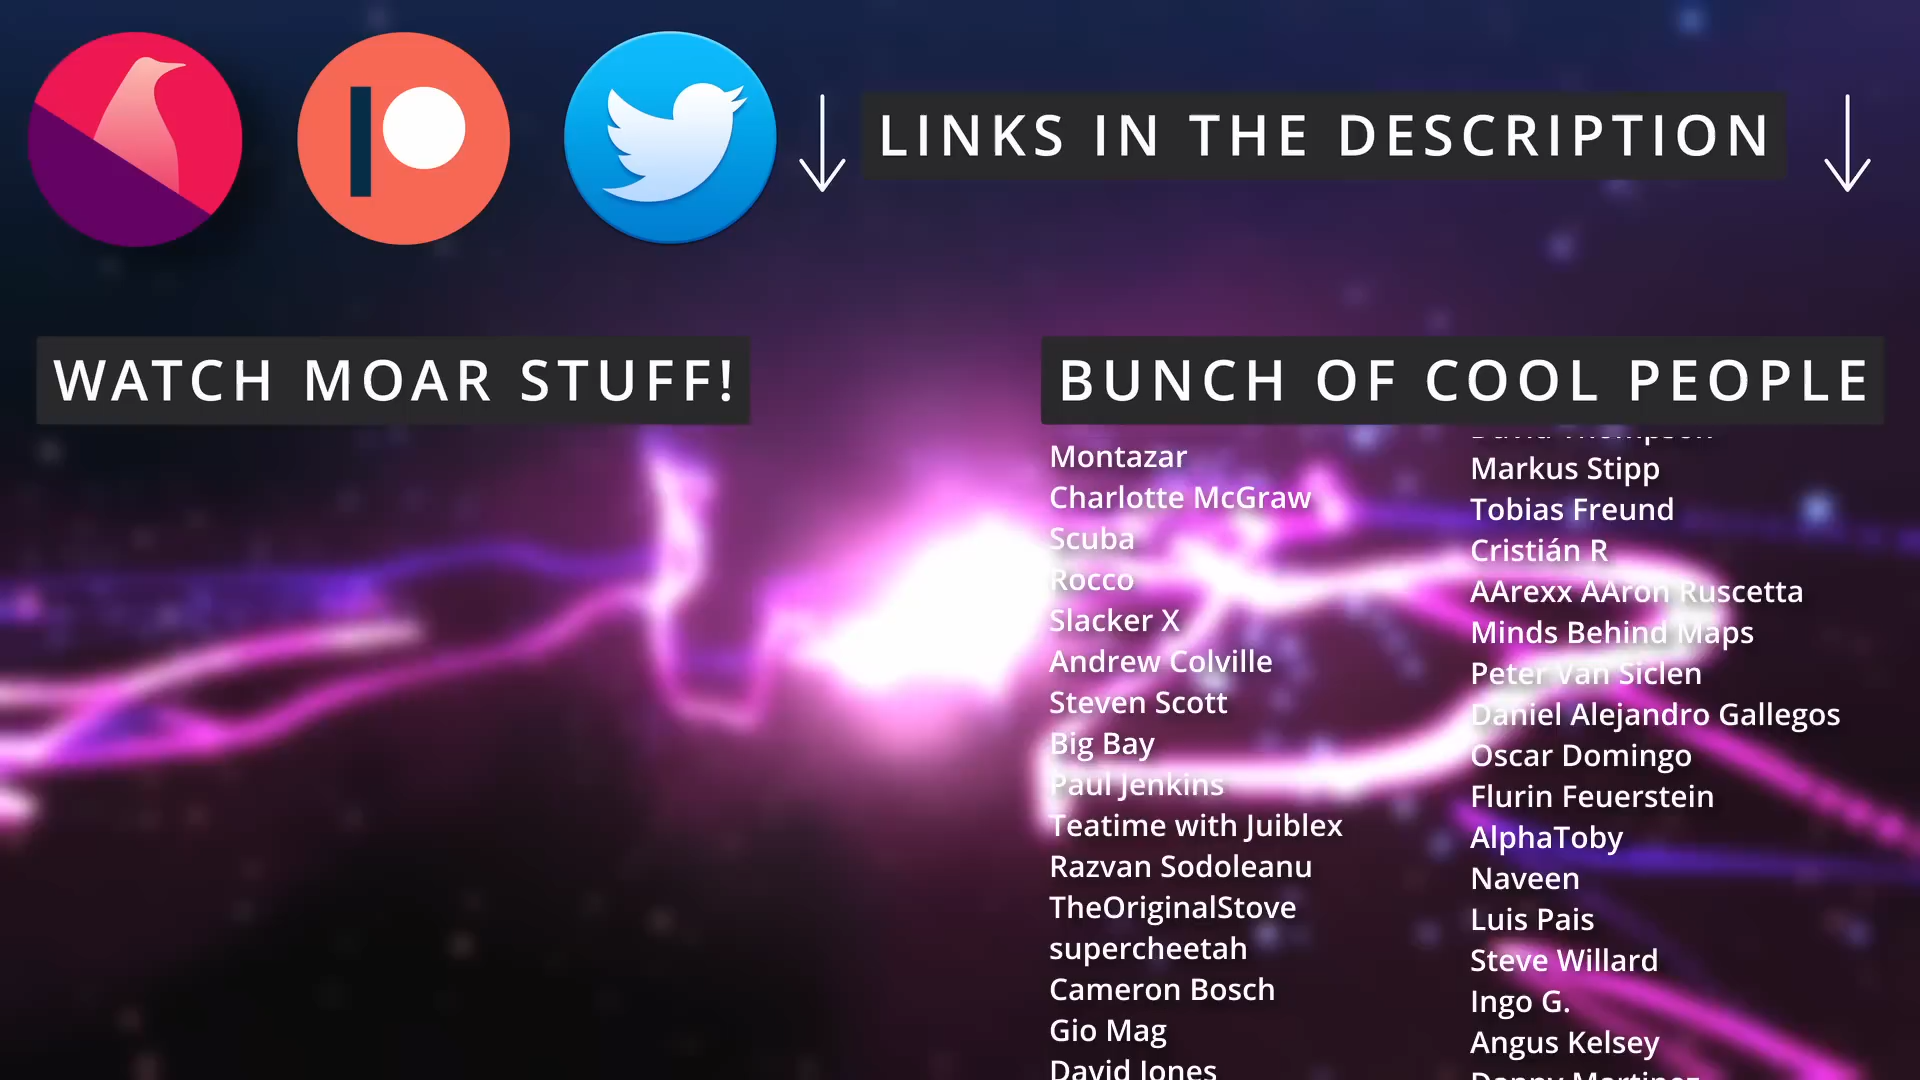 LINKS IN THE DESCRIPTION
WATCH MOAR STUFF!
BUNCH OF COOL PEOPLE
Montazar
Charlotte McGraw
Scuba
Rocco
Slacker X
Andrew Colville
Steven Scott
Big Bay
Paul Jenkins
Teatime with Juiblex
Razvan Sodoleanu
TheOriginalStove
supercheetah
Cameron Bosch
Gio Mag
David Jones
Markus Stipp
Tobias Freund
Cristián R
AArexx AAron Ruscetta
Minds Behind Maps
Peter Van Siclen
Daniel Alejandro Gallegos
Oscar Domingo
Flurin Feuerstein
AlphaToby
Naveen
Luis Pais
Steve Willard
Ingo G.
Angus Kelsey